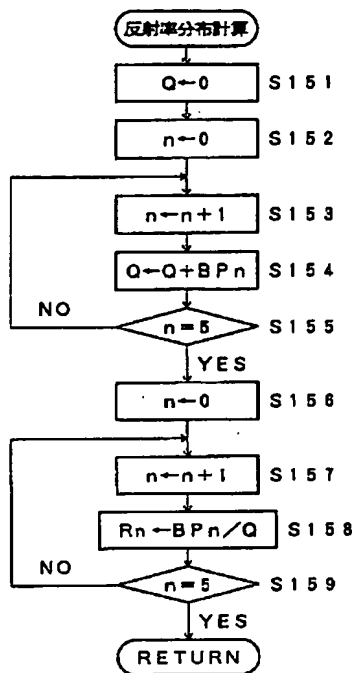 反射率分布計算
Q←0 S151
n←0 S152
n←n+1 S153
Q←Q+BPn S154
NO
n=5 S155
YES
n←0 S156
n←n+1 S157
Rn←BPn/Q S158
NO
n=5 S159
YES
RETURN